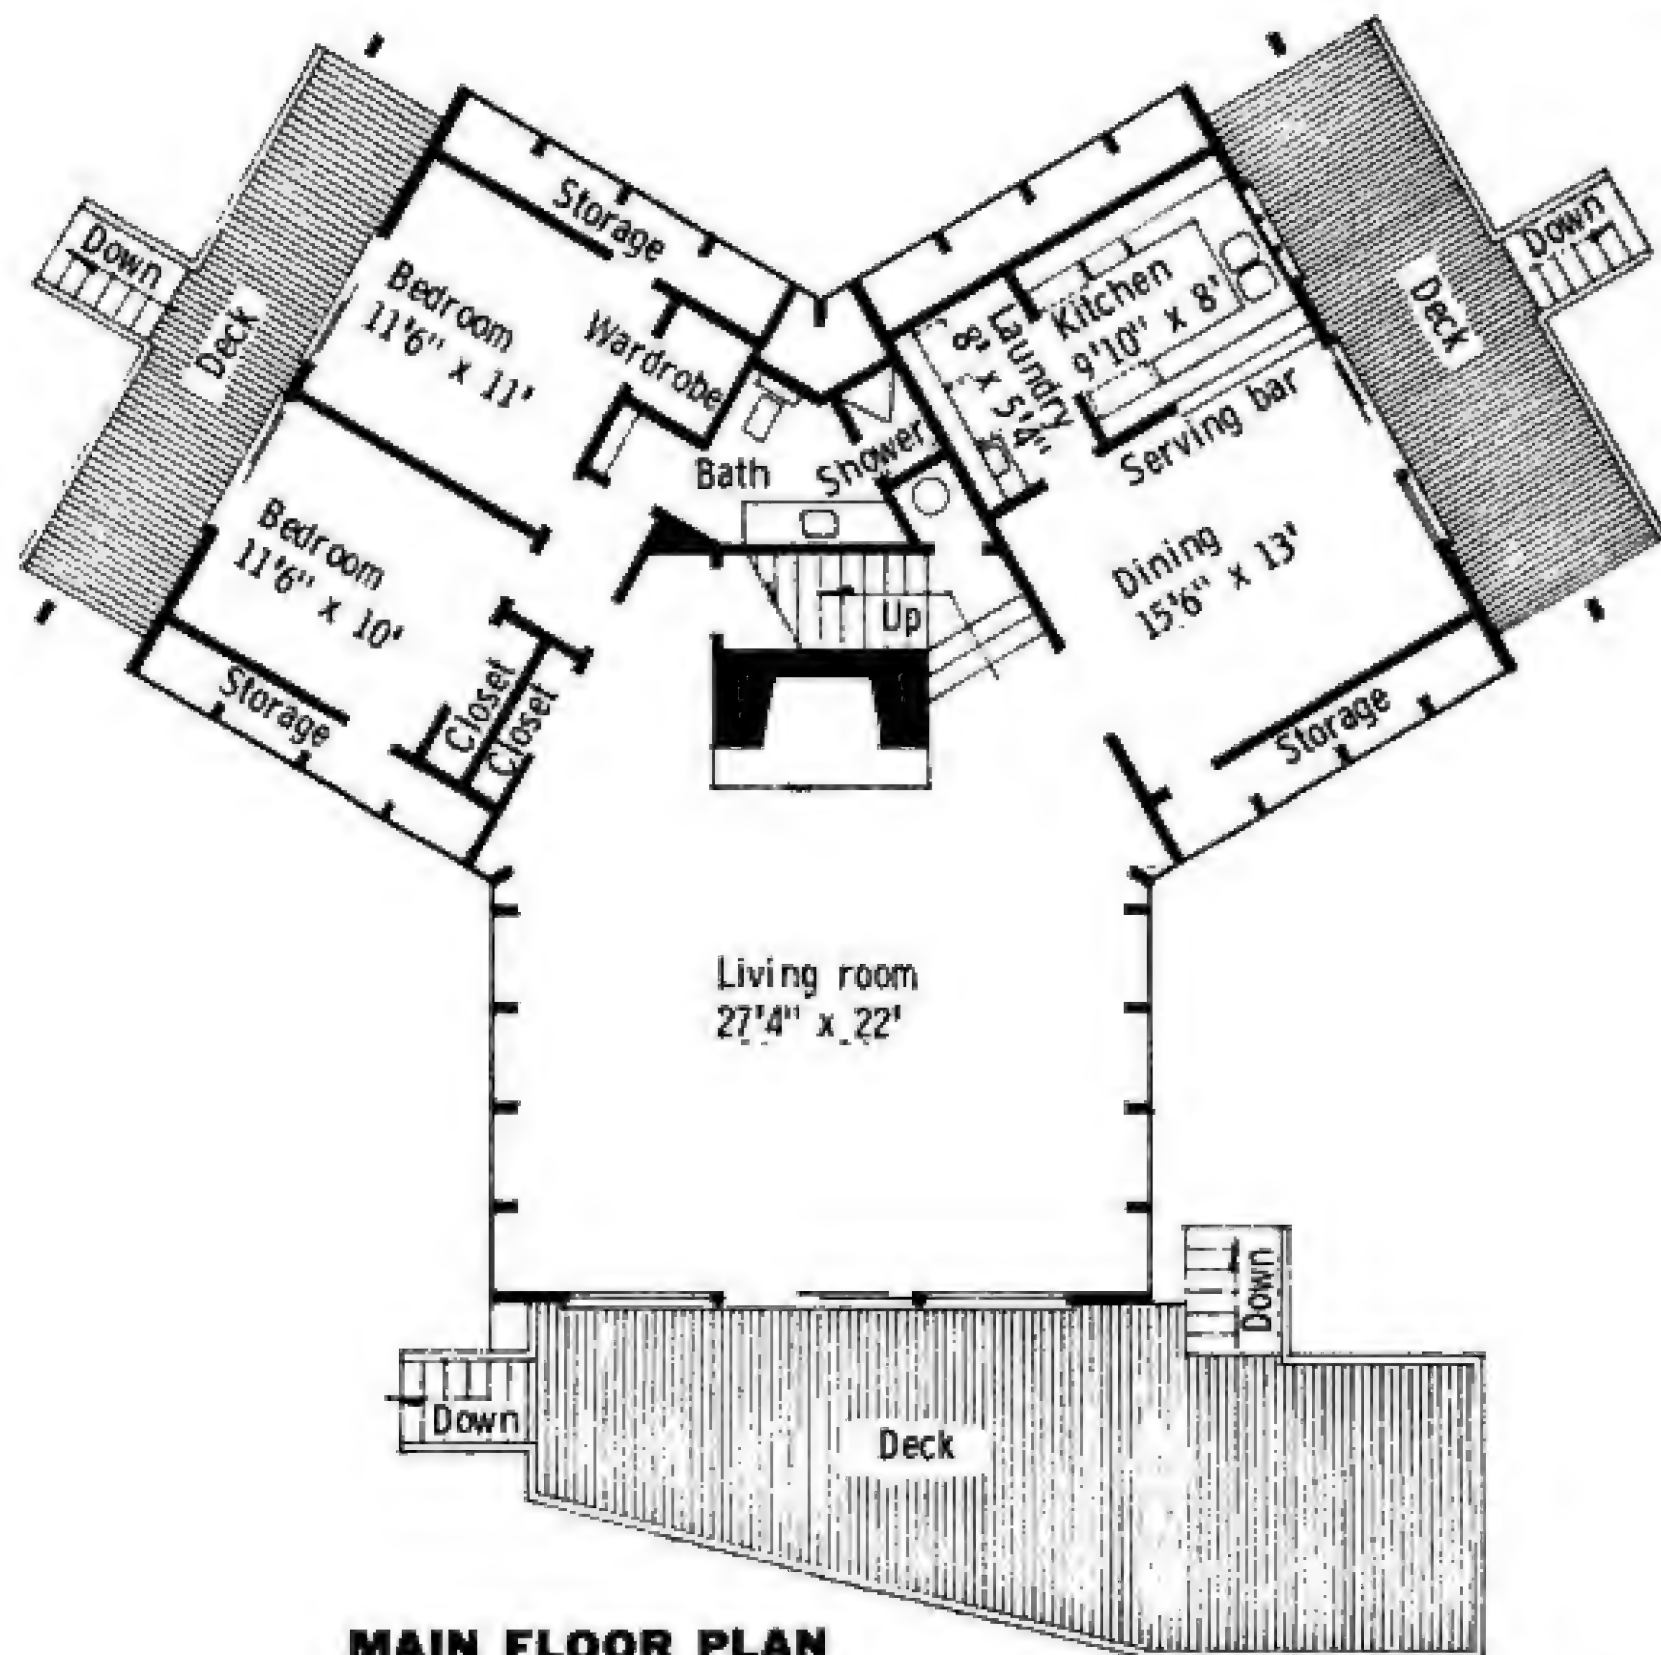 Storage
Down
Deck
Bedroom
11'6" x 11'
Wardrobe
Bath
Shower
Laundry
8' x 5'4"
Kitchen
9'10" x 8'
Serving bar
Deck
Down
Bedroom
11'6" x 10'
Storage
Closet
Closet
Up
Dining
15'6" x 13'
Storage
Living room
27'4" x 22'
Down
Down
Deck
MAIN FLOOR PLAN